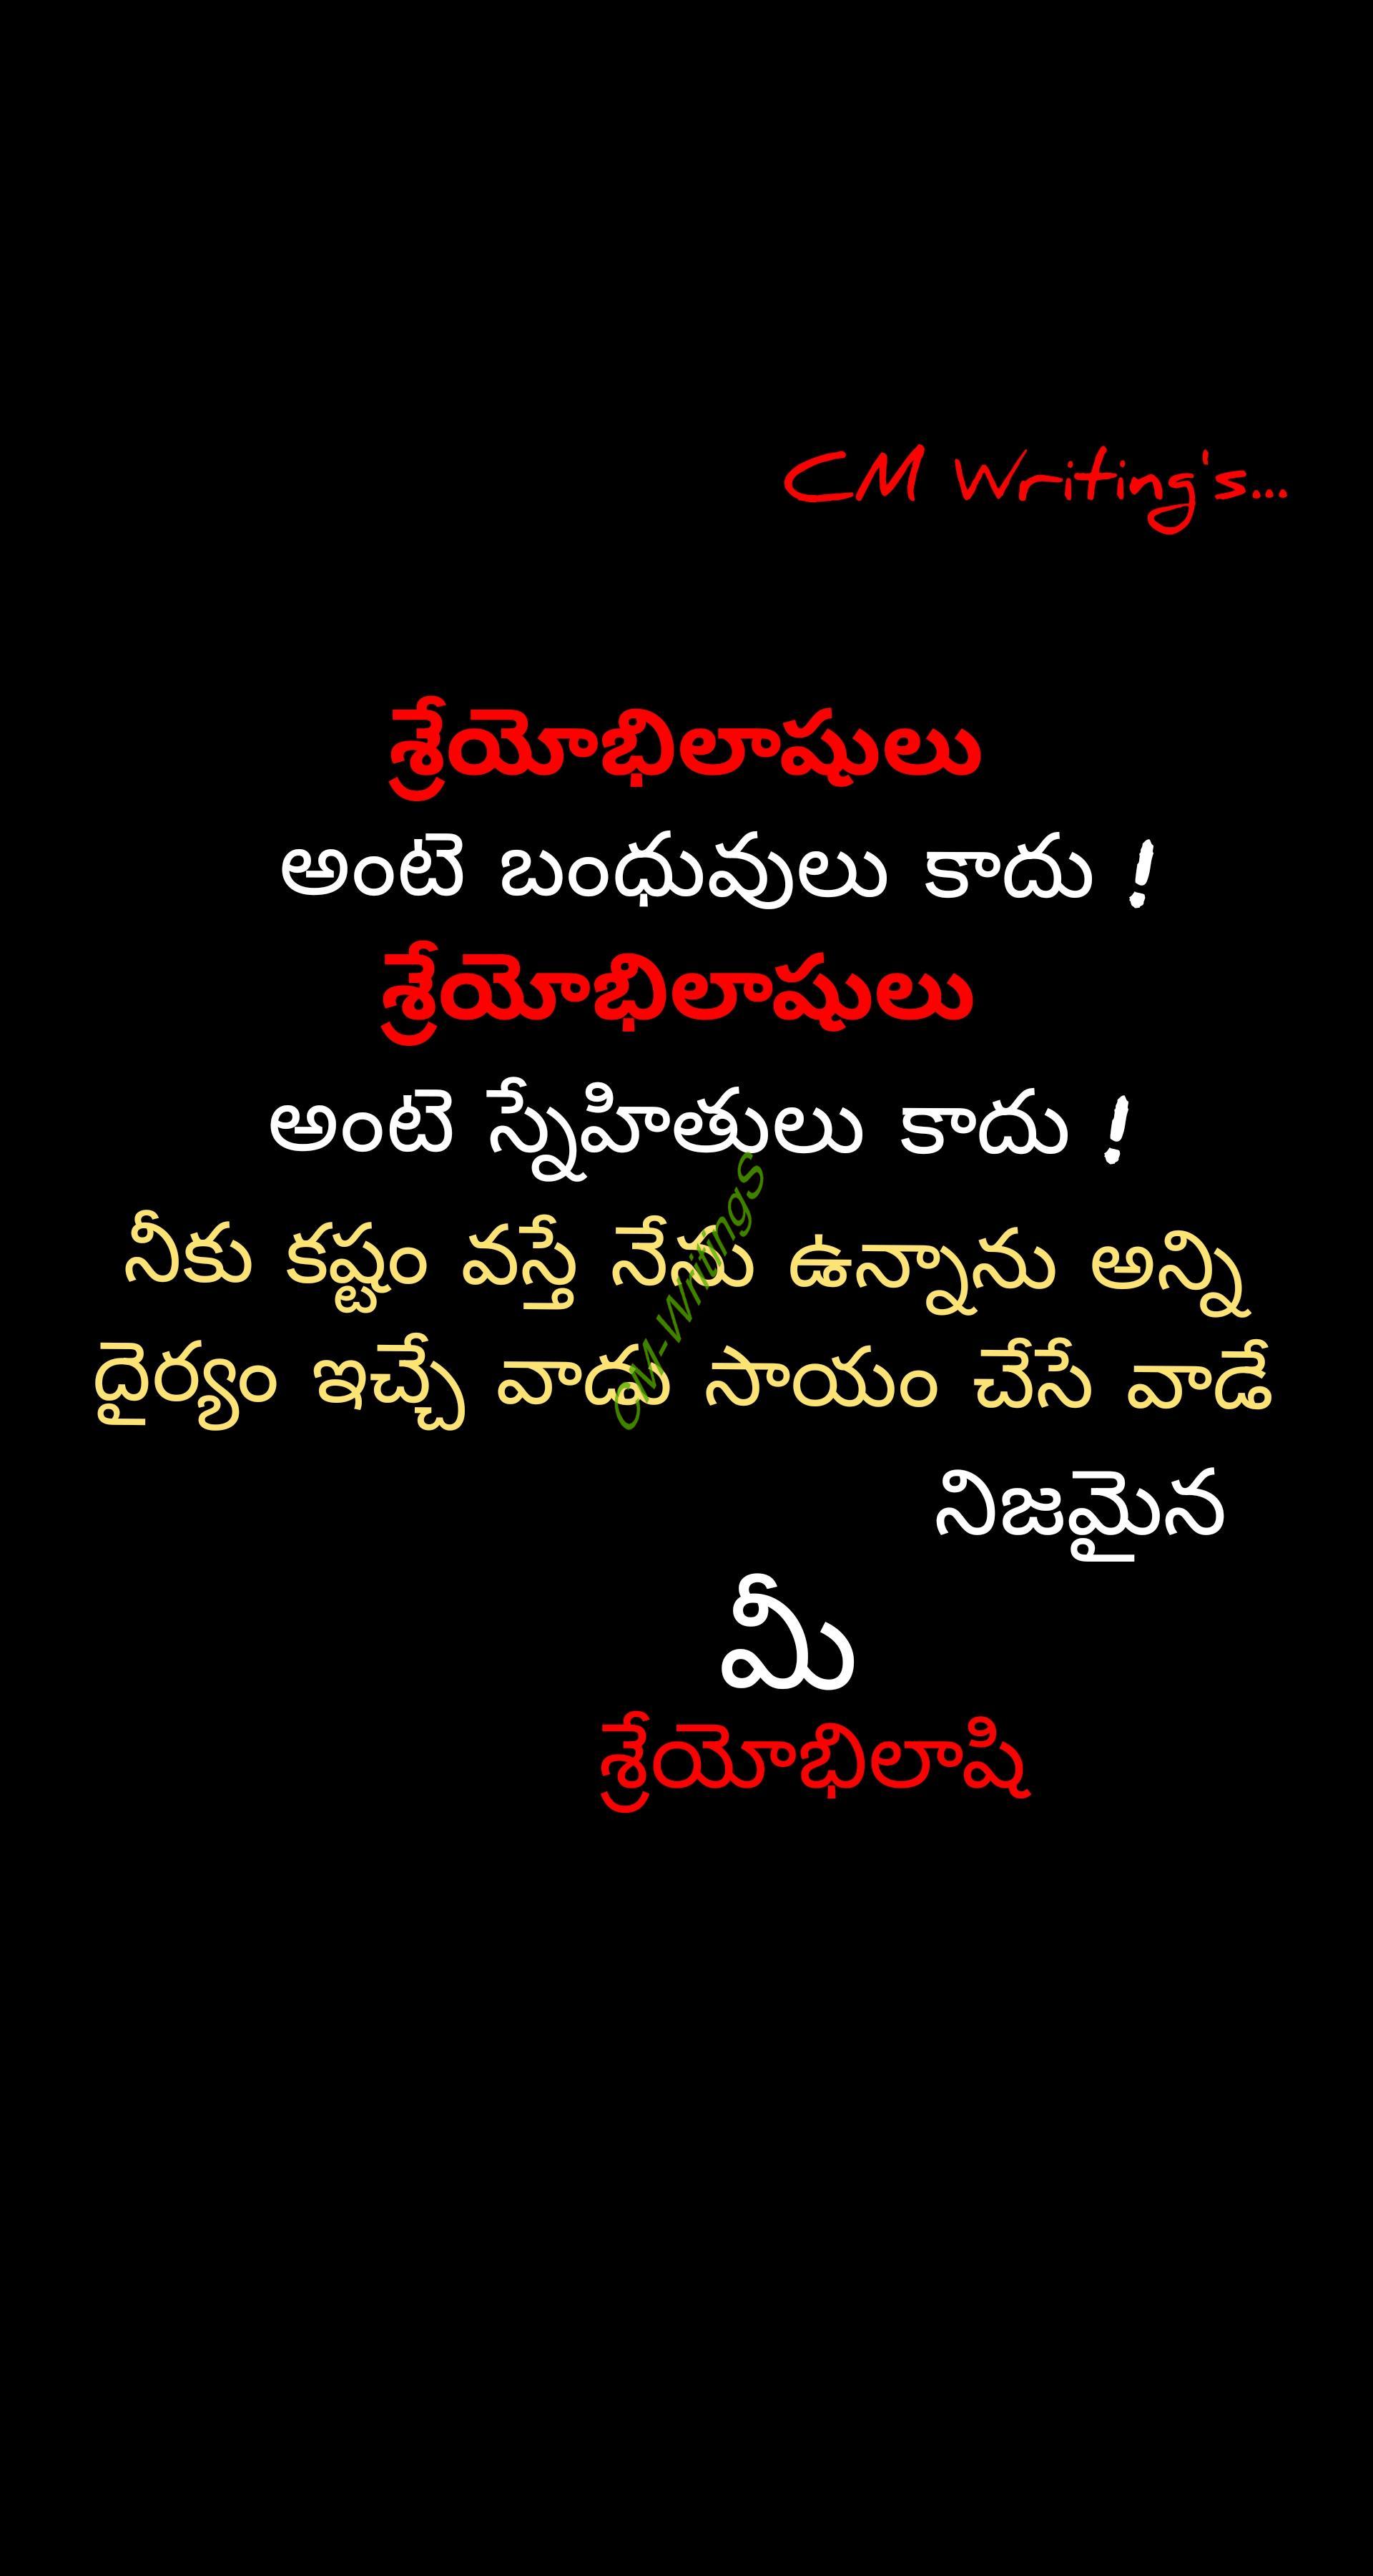 CM Writing's...
శ్రేయోభిలాషులు
అంటె బంధువులు కాదు !
శ్రేయోభిలాషులు
అంటె స్నేహితులు కాదు !
నీకు కష్టం వస్తే నేను ఉన్నాను అన్ని
దైర్యం ఇచ్చే వాడు సాయం చేసే వాడే
నిజమైన
మీ
శ్రేయోభిలాషి
CM-Writings